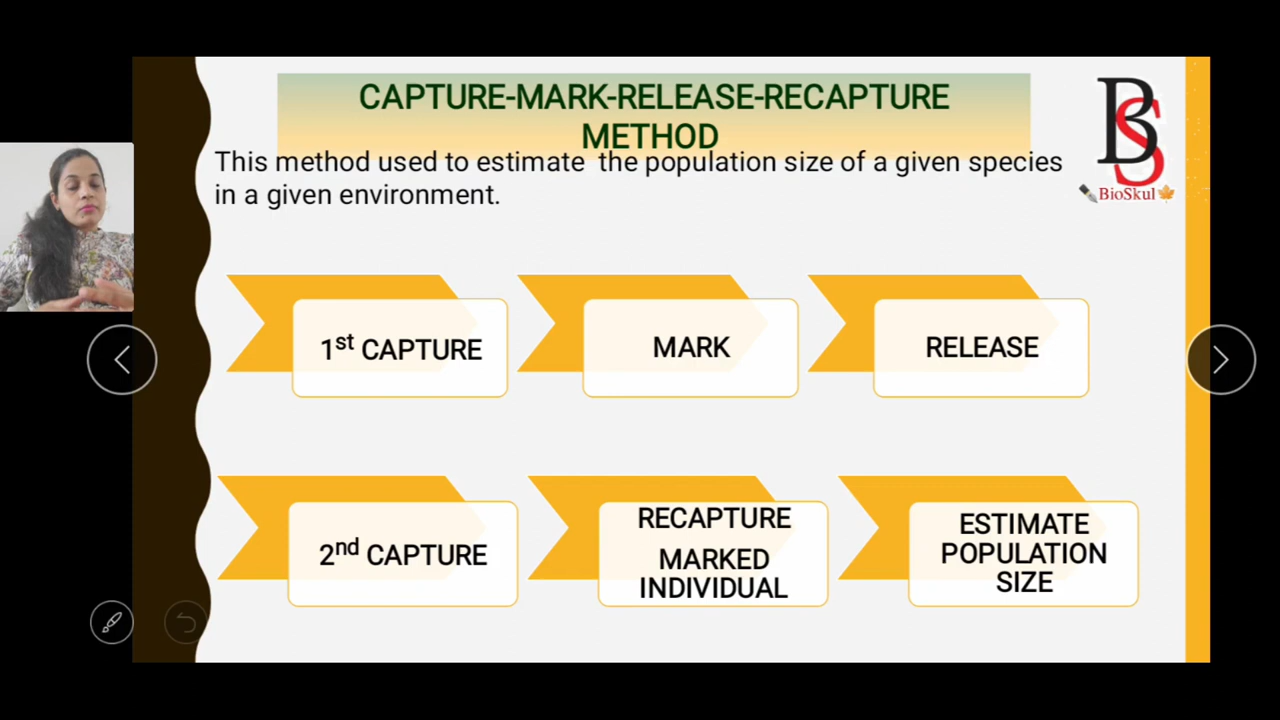 CAPTURE-MARK-RELEASE-RECAPTURE
METHOD
This method used to estimate the population size of a given species
in a given environment.
BS
BioSkul
1st CAPTURE
MARK
RELEASE
2nd CAPTURE
RECAPTURE
MARKED
INDIVIDUAL
ESTIMATE
POPULATION
SIZE